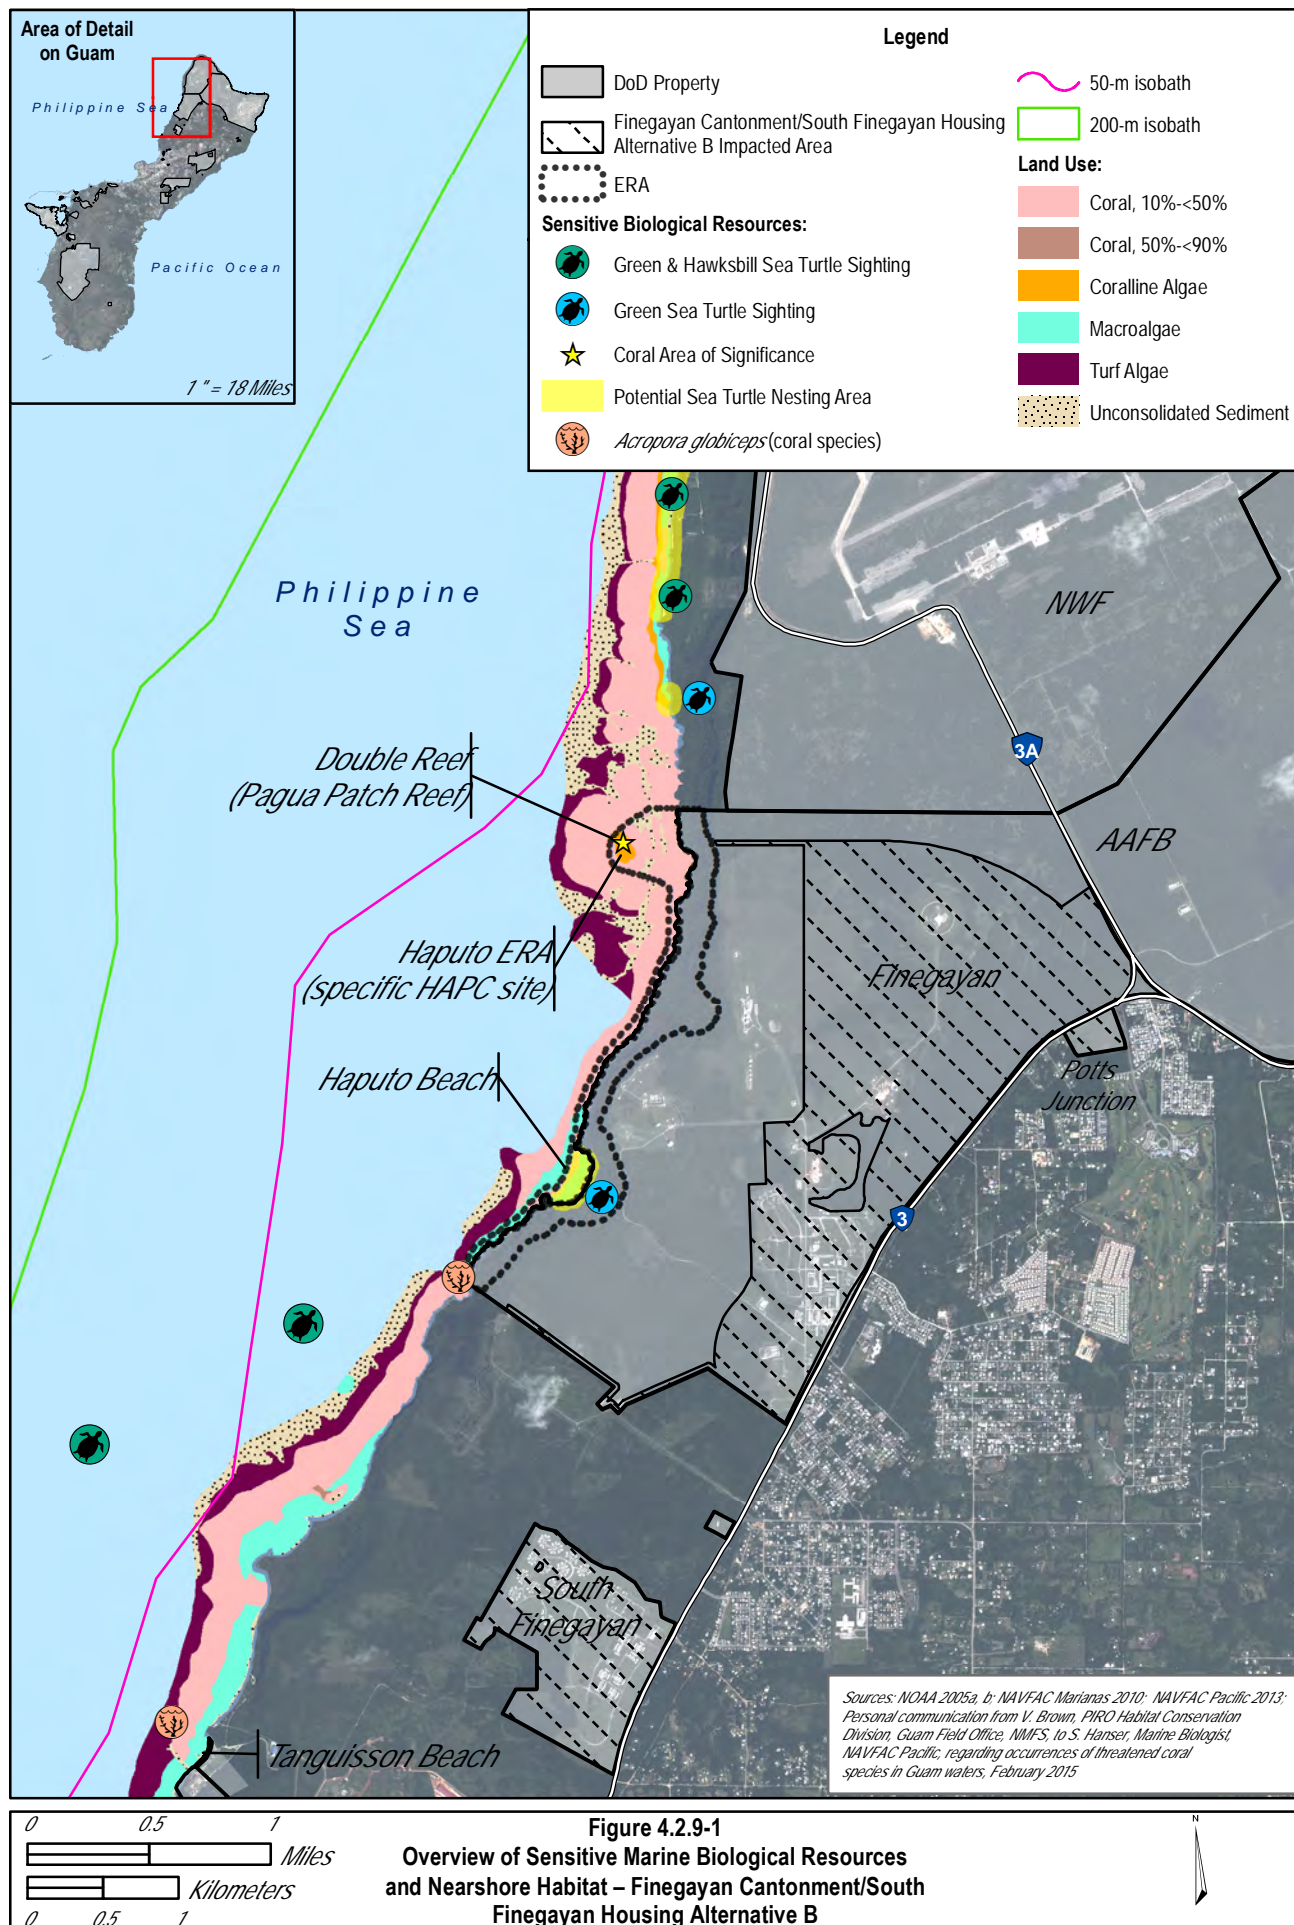 Area of Detail
on Guam
Philippine Sea
Pacific Ocean
1 " = 18 Miles
Legend
DoD Property
Finegayan Cantonment/South Finegayan Housing
Alternative B Impacted Area
ERA
Sensitive Biological Resources:
Green & Hawksbill Sea Turtle Sighting
Green Sea Turtle Sighting
Coral Area of Significance
Potential Sea Turtle Nesting Area
Acropora globiceps (coral species)
50-m isobath
200-m isobath
Land Use:
Coral, 10%-<50%
Coral, 50%-<90%
Coralline Algae
Macroalgae
Turf Algae
Unconsolidated Sediment
Philippine
Sea
NWF
3A
Double Reef
(Pagua Patch Reef)
AAFB
Haputo ERA
(specific HAPC site)
Finegayan
Haputo Beach
Potts
Junction
3
South
Finegayan
Tanguisson Beach
Sources: NOAA 2005a, b; NAVFAC Marianas 2010; NAVFAC Pacific 2013;
Personal communication from V. Brown, PIRO Habitat Conservation
Division, Guam Field Office, NMFS, to S. Hanser, Marine Biologist,
NAVFAC Pacific, regarding occurrences of threatened coral
species in Guam waters, February 2015
0 0.5 1
Miles
Kilometers
0 0.5 1
Figure 4.2.9-1
Overview of Sensitive Marine Biological Resources
and Nearshore Habitat – Finegayan Cantonment/South
Finegayan Housing Alternative B
N